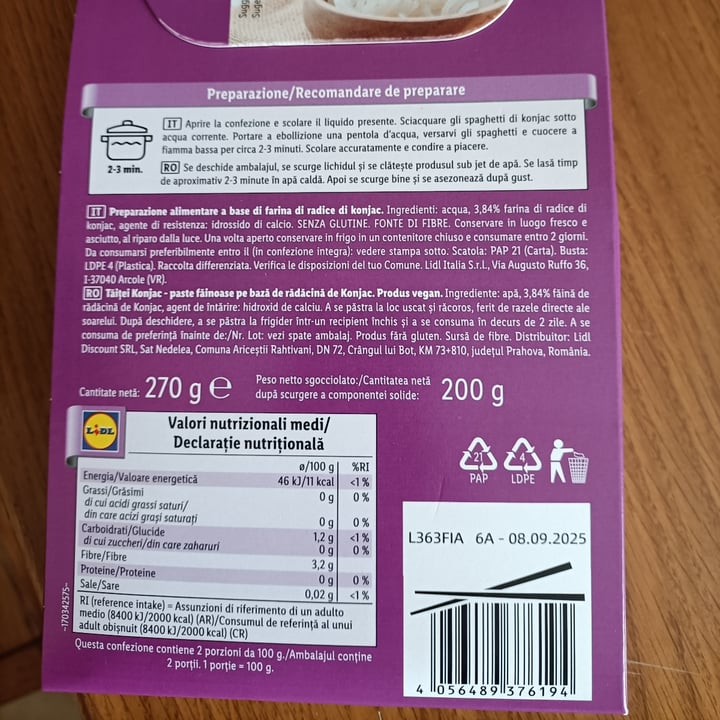 Preparazione/Recomandare de preparare
IT Aprire la confezione e scolare il liquido presente. Sciacquare gli spaghetti di konjac sotto
acqua corrente. Portare a ebollizione una pentola d'acqua, versarvi gli spaghetti e cuocere a
fiamma bassa per circa 2-3 minuti. Scolare accuratamente e condire a piacere.
2-3 min.
RO Se deschide ambalajul, se scurge lichidul și se clătește produsul sub jet de apă. Se lasă timp
de aproximativ 2-3 minute în apă caldă. Apoi se scurge bine și se asezonează după gust.
IT Preparazione alimentare a base di farina di radice di konjac. Ingredienti: acqua, 3,84% farina di radice di
konjac, agente di resistenza: idrossido di calcio. SENZA GLUTINE. FONTE DI FIBRE. Conservare in luogo fresco e
asciutto, al riparo dalla luce. Una volta aperto conservare in frigo in un contenitore chiuso e consumare entro 2 giorni.
Da consumarsi preferibilmente entro il (in confezione integra): vedere stampa sotto. Scatola: PAP 21 (Carta). Busta:
LDPE 4 (Plastica). Raccolta differenziata. Verifica le disposizioni del tuo Comune. Lidl Italia S.r.l., Via Augusto Ruffo 36,
I-37040 Arcole (VR).
RO Tăiței Konjac - paste făinoase pe bază de rădăcină de Konjac. Produs vegan. Ingrediente: apă, 3,84% făină de
rădăcină de Konjac, agent de întărire: hidroxid de calciu. A se păstra la loc uscat și răcoros, ferit de razele directe ale
soarelui. După deschidere, a se păstra la frigider într-un recipient închis și a se consuma în decurs de 2 zile. A se
consuma de preferință înainte de:/Nr. Lot: vezi spate ambalaj. Produs fără gluten. Sursă de fibre. Distribuitor: Lidl
Discount SRL, Sat Nedelea, Comuna Ariceștii Rahtivani, DN 72, Crângul lui Bot, KM 73+810, județul Prahova, România.
Cantitate netă: 270 g e
Peso netto sgocciolato:/Cantitatea netă
după scurgere a componentei solide: 200 g
LIDL
Valori nutrizionali medi/
Declarație nutrițională
ø/100 g %RI
Energia/Valoare energetică 46 kJ/11 kcal <1 %
Grassi/Grăsimi 0 g 0 %
di cui acidi grassi saturi/
din care acizi grași saturați 0 g 0 %
Carboidrati/Glucide 1,2 g <1 %
di cui zuccheri/din care zaharuri 0 g 0 %
Fibre/Fibre 3,2 g
Proteine/Proteine 0 g 0 %
Sale/Sare 0,02 g <1 %
RI (reference intake) = Assunzioni di riferimento di un adulto
medio (8400 kJ/2000 kcal) (AR)/Consumul de referință al unui
adult obișnuit (8400 kJ/2000 kcal) (CR)
~170342575~
Questa confezione contiene 2 porzioni da 100 g./Ambalajul conține
2 porții. 1 porție = 100 g.
21
PAP
4
LDPE
L363FIA 6A - 08.09.2025
4 056489 376194